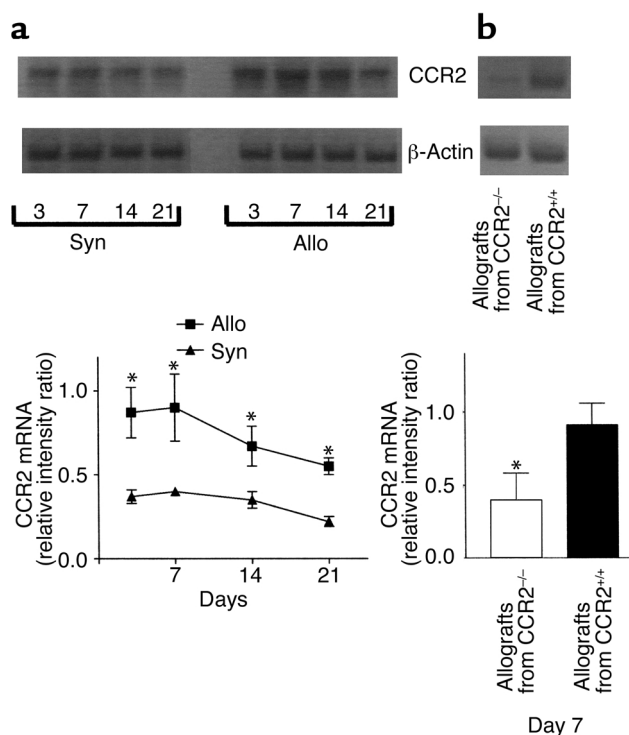 a
b
CCR2
β-Actin
3 7 14 21 3 7 14 21
Syn Allo
Allografts
from CCR2–/–
Allografts
from CCR2+/+
Allo
Syn
CCR2 mRNA
(relative intensity ratio)
1.0
0.5
0.0
* * * *
7 14 21
Days
CCR2 mRNA
(relative intensity ratio)
1.0
0.5
0.0
*
Allografts
from CCR2–/–
Allografts
from CCR2+/+
Day 7